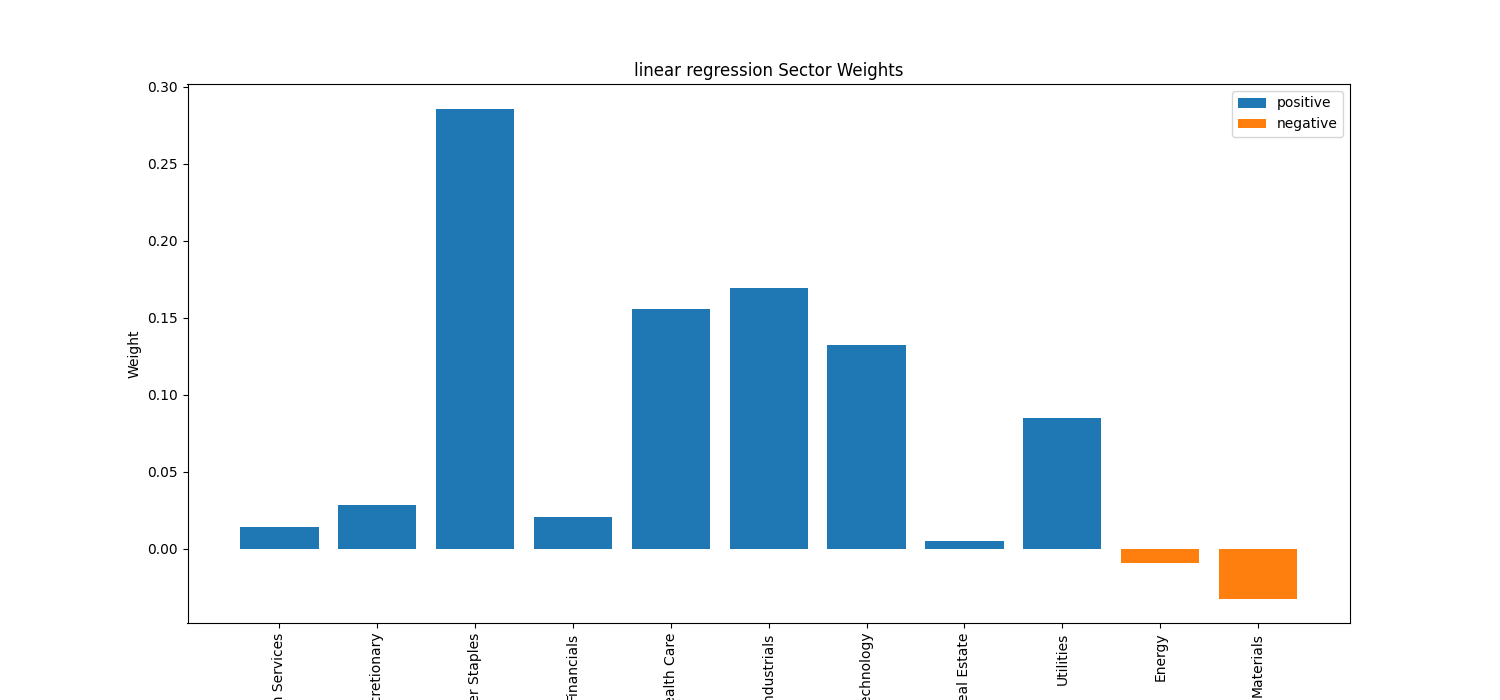 linear regression Sector Weights
positive
negative
0.30
0.25
0.20
0.15
0.10
0.05
0.00
Weight
Services
cretionary
er Staples
Financials
ealth Care
ndustrials
echnology
eal Estate
Utilities
Energy
Materials